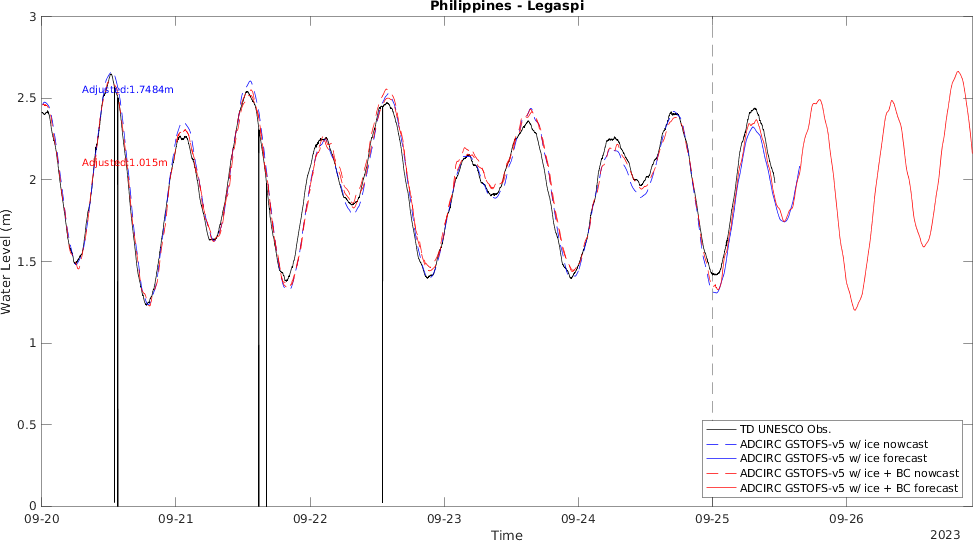 Philippines - Legaspi
3
2.5
2
1.5
1
0.5
0
Water Level (m)
Adjusted:1.7484m
Adjusted:1.015m
TD UNESCO Obs.
ADCIRC GSTOFS-v5 w/ ice nowcast
ADCIRC GSTOFS-v5 w/ ice forecast
ADCIRC GSTOFS-v5 w/ ice + BC nowcast
ADCIRC GSTOFS-v5 w/ ice + BC forecast
09-20
09-21
09-22
09-23
09-24
09-25
09-26
Time
2023